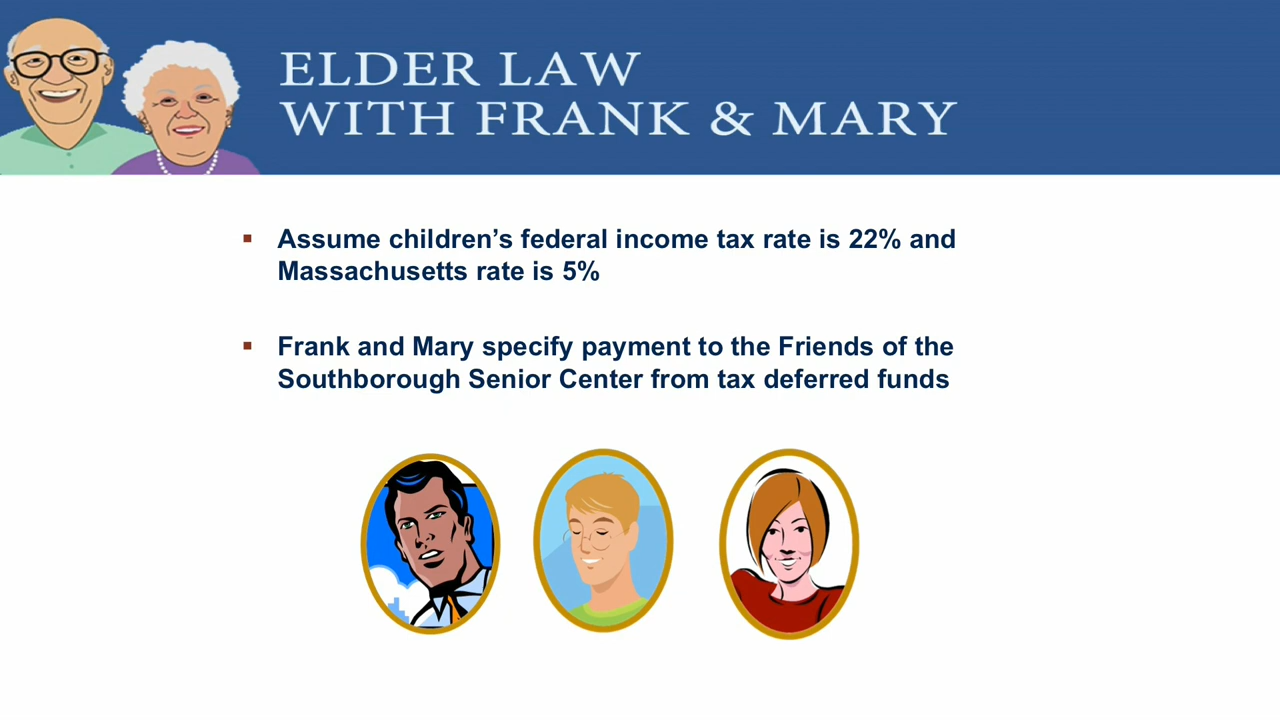 ELDER LAW
WITH FRANK & MARY
▪ Assume children’s federal income tax rate is 22% and
Massachusetts rate is 5%
▪ Frank and Mary specify payment to the Friends of the
Southborough Senior Center from tax deferred funds